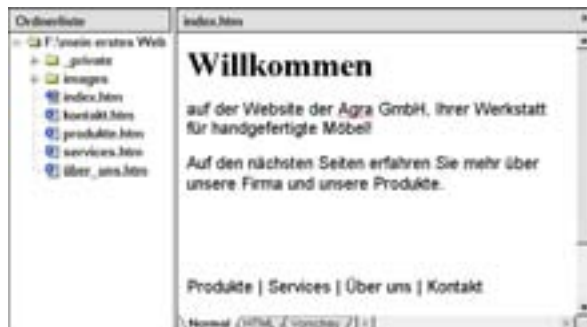 Ordnerliste
F:\mein erstes Web
_private
images
index.htm
kontakt.htm
produkte.htm
services.htm
über_uns.htm
index.htm
Willkommen
auf der Website der Agra GmbH, Ihrer Werkstatt
für handgefertigte Möbel!
Auf den nächsten Seiten erfahren Sie mehr über
unsere Firma und unsere Produkte.
Produkte | Services | Über uns | Kontakt
Normal / HTML / Vorschau /